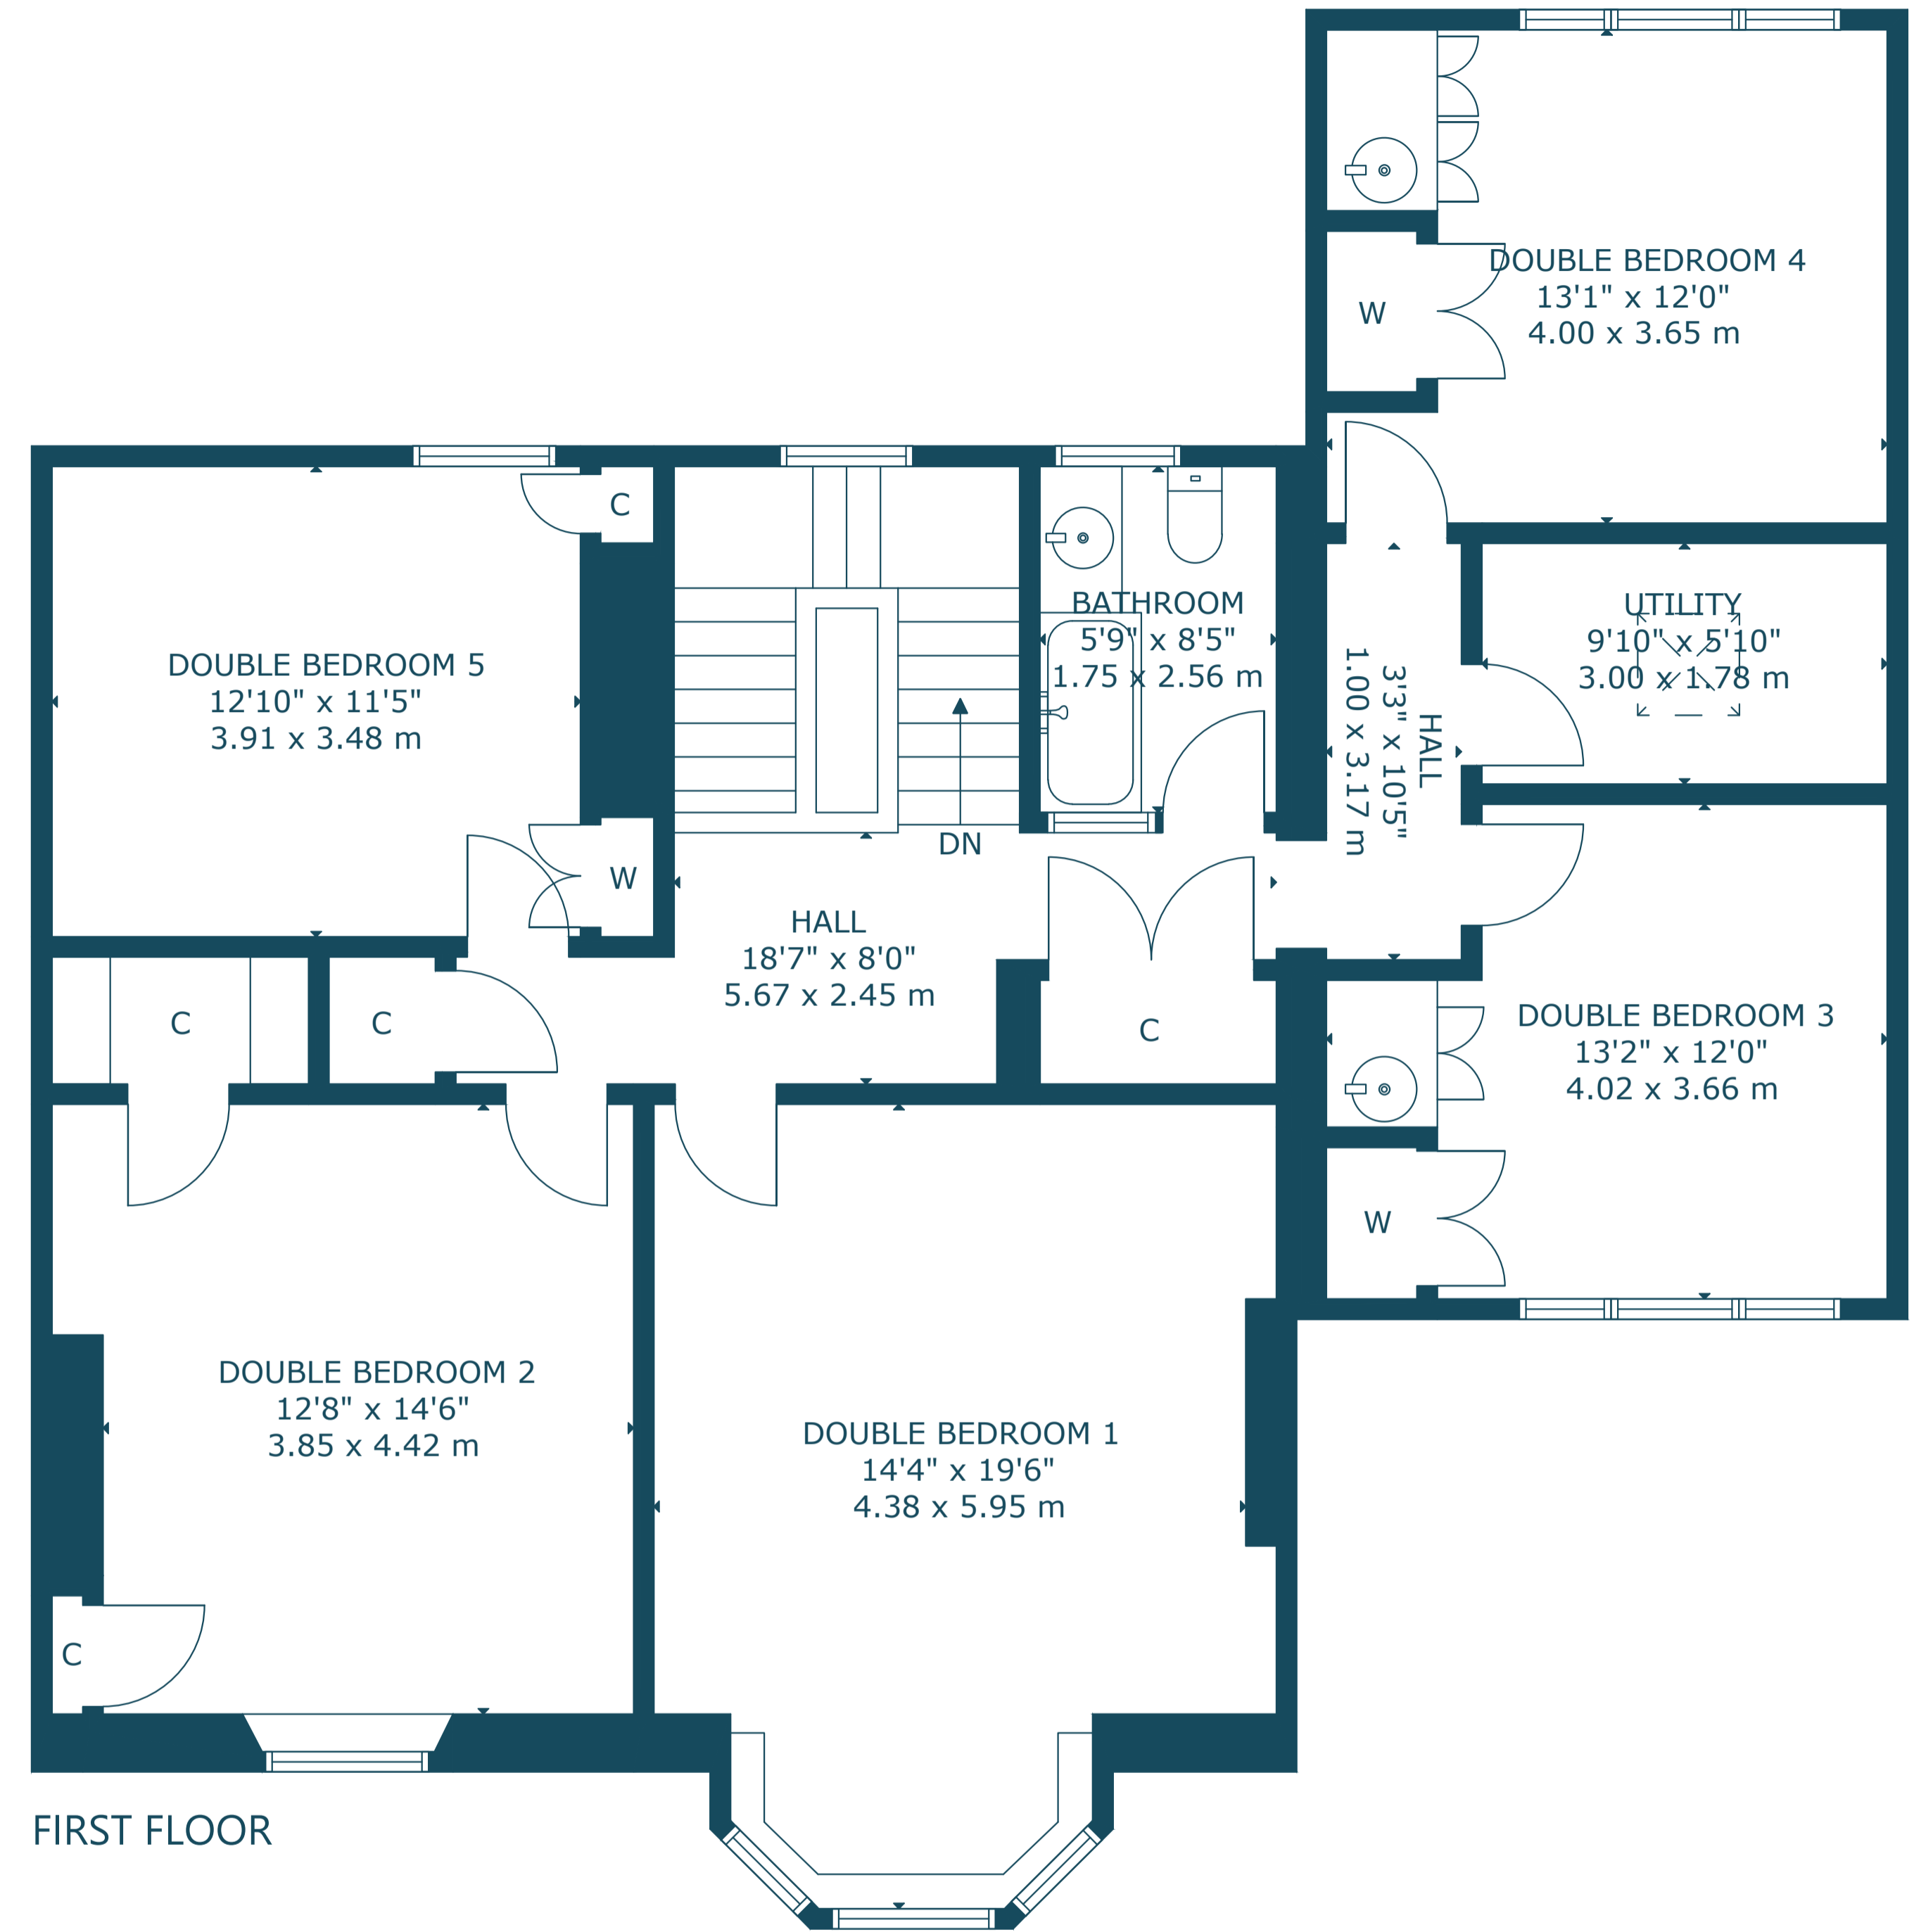 DOUBLE BEDROOM 4
13'1" x 12'0"
4.00 x 3.65 m
W
C
DOUBLE BEDROOM 5
12'10" x 11'5"
3.91 x 3.48 m
W
BATHROOM
5'9" x 8'5"
1.75 x 2.56 m
UTILITY
9'10" x 5'10"
3.00 x 1.78 m
HALL
3'3" x 10'5"
1.00 x 3.17 m
DN
HALL
18'7" x 8'0"
5.67 x 2.45 m
C
C
C
DOUBLE BEDROOM 3
13'2" x 12'0"
4.02 x 3.66 m
W
DOUBLE BEDROOM 2
12'8" x 14'6"
3.85 x 4.42 m
DOUBLE BEDROOM 1
14'4" x 19'6"
4.38 x 5.95 m
C
FIRST FLOOR